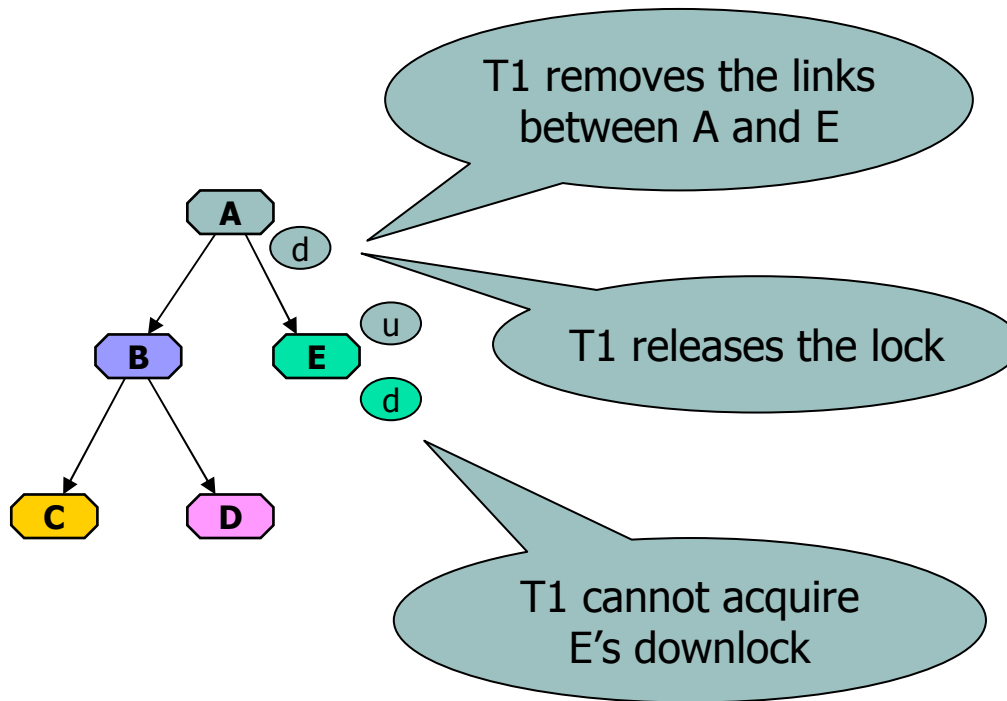 T1 removes the links
between A and E
A
d
u
T1 releases the lock
B
E
d
C
D
T1 cannot acquire
E’s downlock